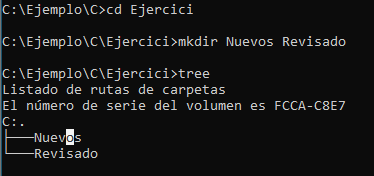 C:\Ejemplo\C>cd Ejercici
C:\Ejemplo\C\Ejercici>mkdir Nuevos Revisado
C:\Ejemplo\C\Ejercici>tree
Listado de rutas de carpetas
El número de serie del volumen es FCCA-C8E7
C:.
├───Nuevos
└───Revisado